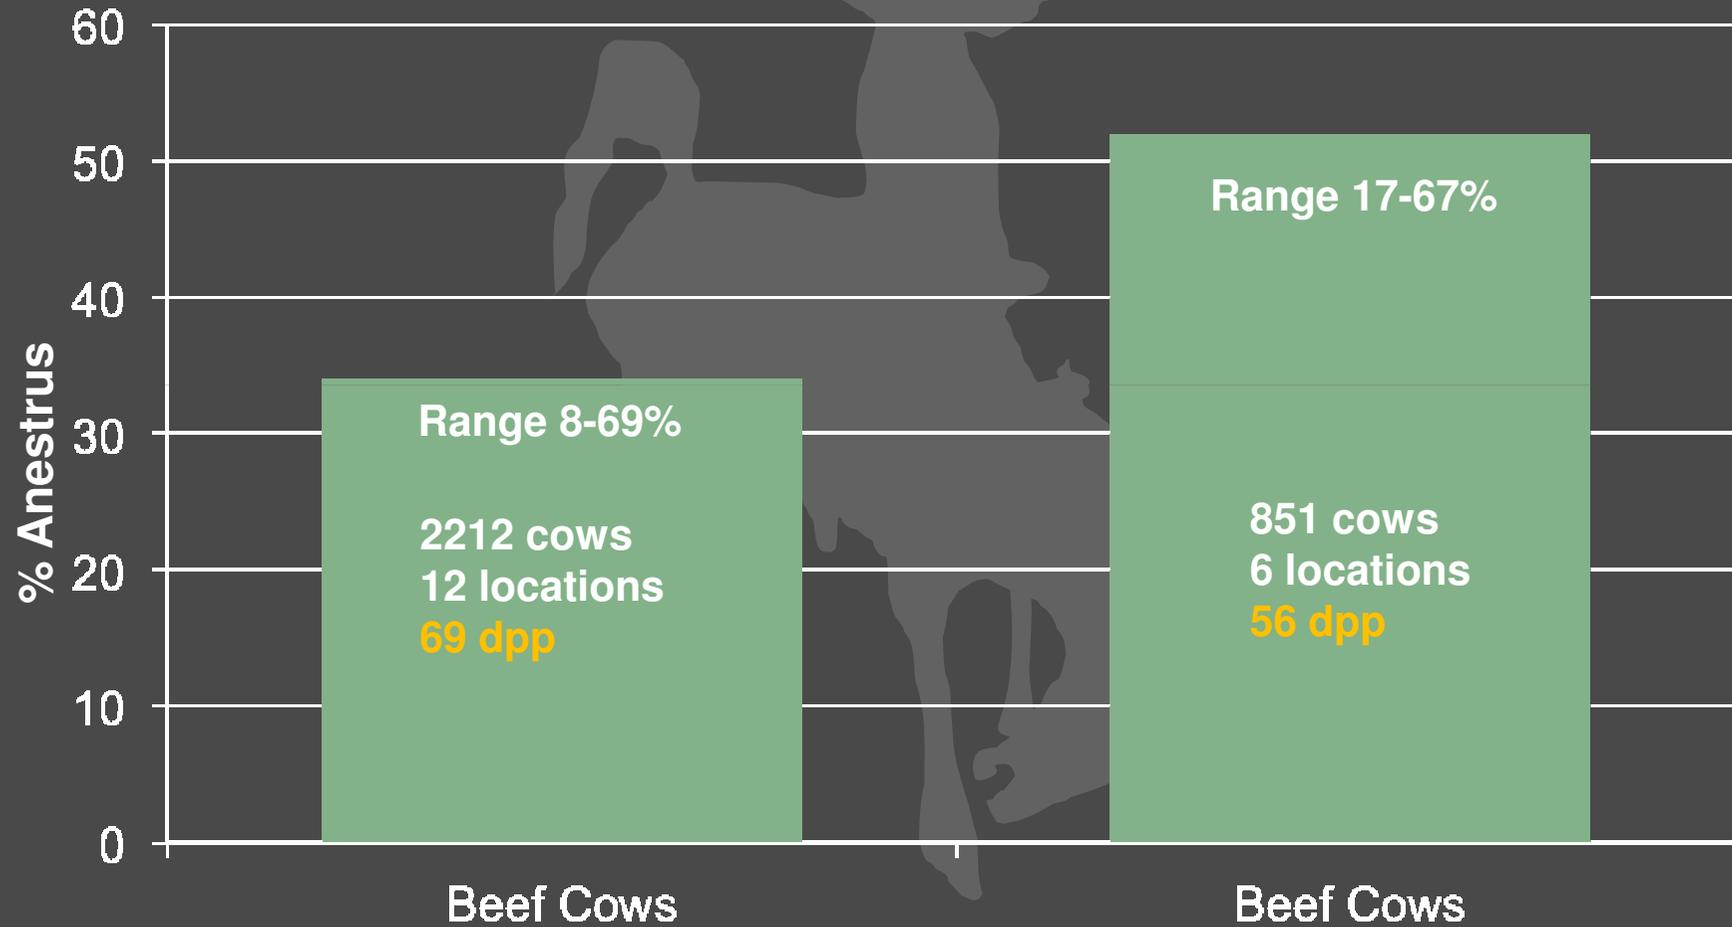 60
50
40
30
20
10
0
% Anestrus
Range 8-69%
2212 cows
12 locations
69 dpp
Range 17-67%
851 cows
6 locations
56 dpp
Beef Cows
Beef Cows